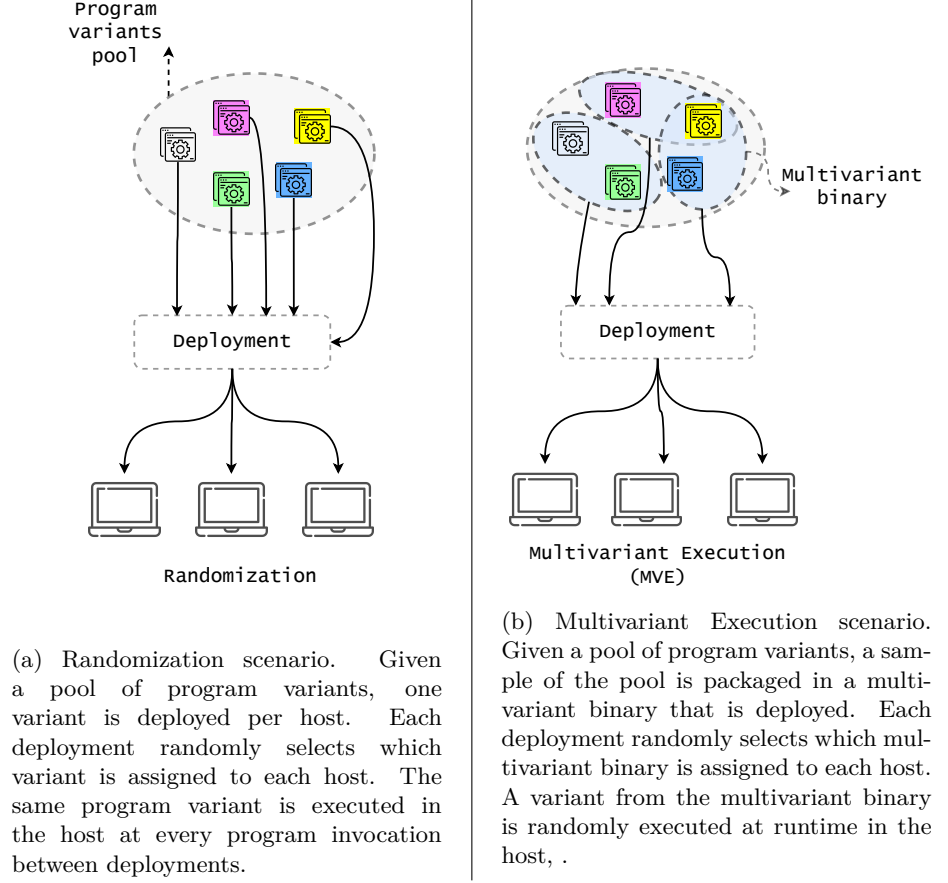 Program
variants
pool
Deployment
Randomization
(a) Randomization scenario. Given
a pool of program variants, one
variant is deployed per host. Each
deployment randomly selects which
variant is assigned to each host. The
same program variant is executed in
the host at every program invocation
between deployments.
Multivariant
binary
Deployment
Multivariant Execution
(MVE)
(b) Multivariant Execution scenario.
Given a pool of program variants, a sam-
ple of the pool is packaged in a multi-
variant binary that is deployed. Each
deployment randomly selects which mul-
tivariant binary is assigned to each host.
A variant from the multivariant binary
is randomly executed at runtime in the
host, .